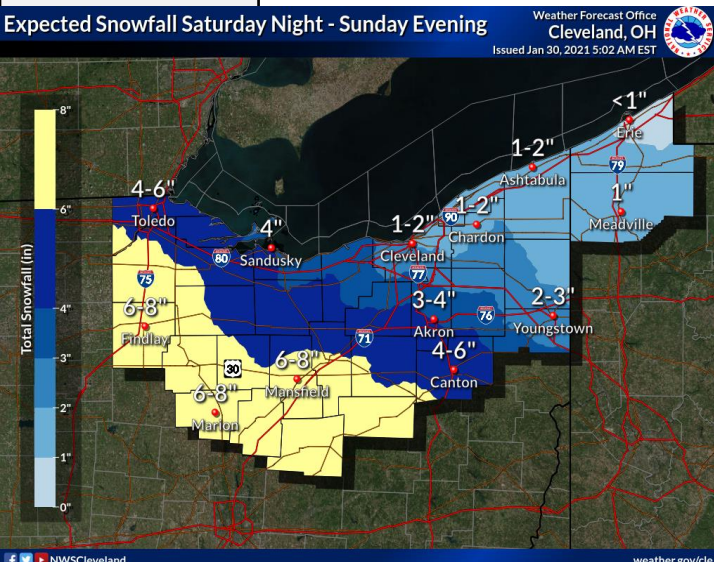 Expected Snowfall Saturday Night - Sunday Evening
Weather Forecast Office
Cleveland, OH
Issued Jan 30, 2021 5:02 AM EST
NATIONAL WEATHER SERVICE
Total Snowfall (in)
8"
6"
4"
3"
2"
1"
0"
<1"
Erie
1-2"
Ashtabula
79
4-6"
Toledo
1"
Meadville
90
1-2"
Chardon
4"
Sandusky
1-2"
Cleveland
80
77
75
3-4"
Akron
76
2-3"
Youngstown
6-8"
Findlay
71
4-6"
Canton
30
6-8"
Mansfield
6-8"
Marion
NWSCleveland
weather.gov/cle